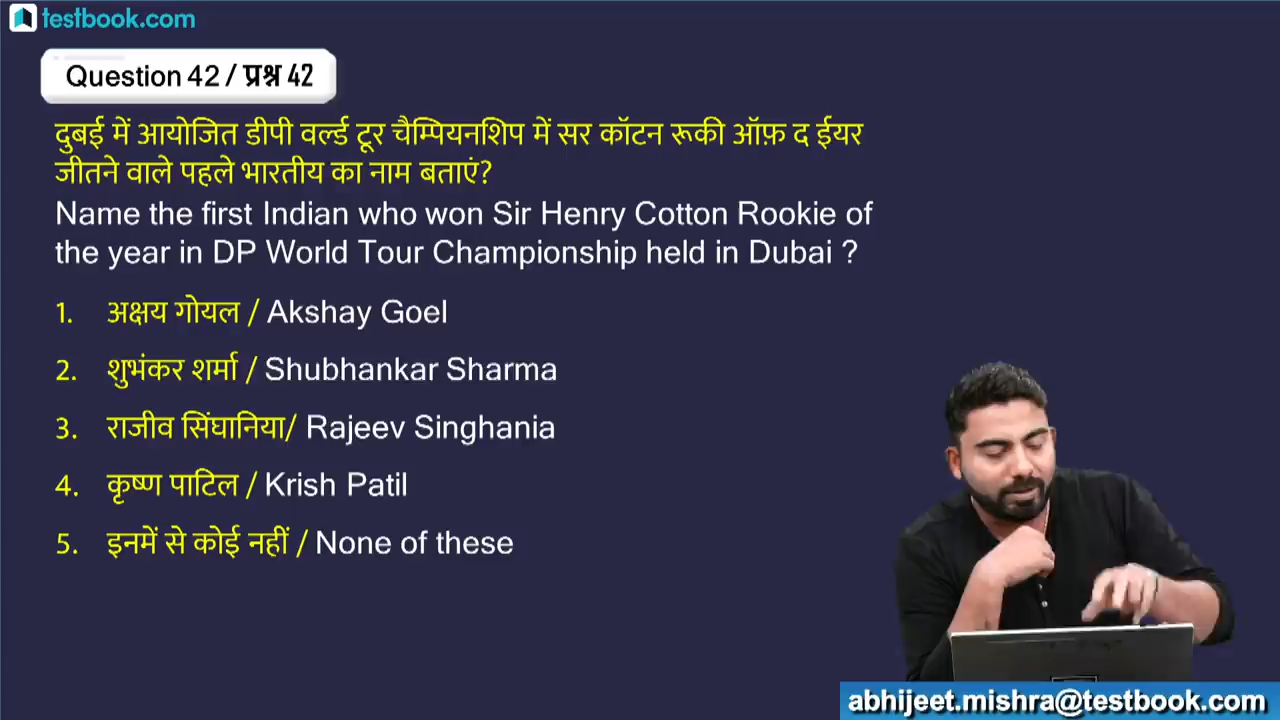 testbook.com
Question 42 / प्रश्न 42
दुबई में आयोजित डीपी वर्ल्ड टूर चैम्पियनशिप में सर कॉटन रूकी ऑफ़ द ईयर
जीतने वाले पहले भारतीय का नाम बताएं?
Name the first Indian who won Sir Henry Cotton Rookie of
the year in DP World Tour Championship held in Dubai ?
1. अक्षय गोयल / Akshay Goel
2. शुभंकर शर्मा / Shubhankar Sharma
3. राजीव सिंघानिया/ Rajeev Singhania
4. कृष्ण पाटिल / Krish Patil
5. इनमें से कोई नहीं / None of these
abhijeet.mishra@testbook.com